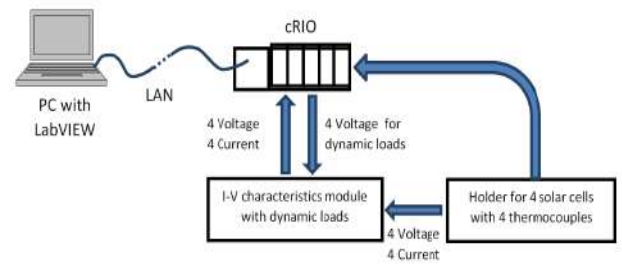 cRIO
PC with
LabVIEW
LAN
4 Voltage
4 Current
4 Voltage for
dynamic loads
I-V characteristics module
with dynamic loads
Holder for 4 solar cells
with 4 thermocouples
4 Voltage
4 Current